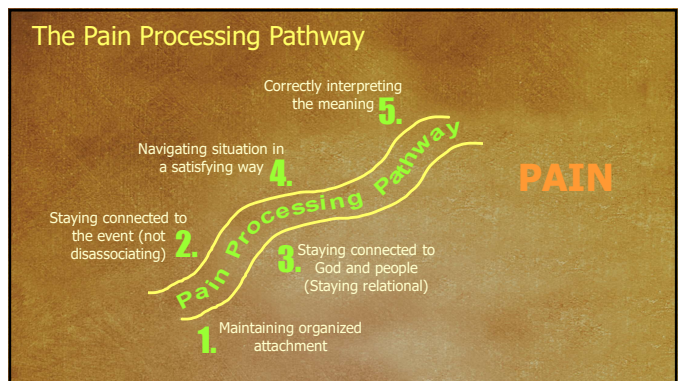 The Pain Processing Pathway
Correctly interpreting
the meaning
5.
Navigating situation in
a satisfying way
4.
Pain Processing Pathway
PAIN
Staying connected to
the event (not
disassociating)
2.
3.
Staying connected to
God and people
(Staying relational)
1.
Maintaining organized
attachment